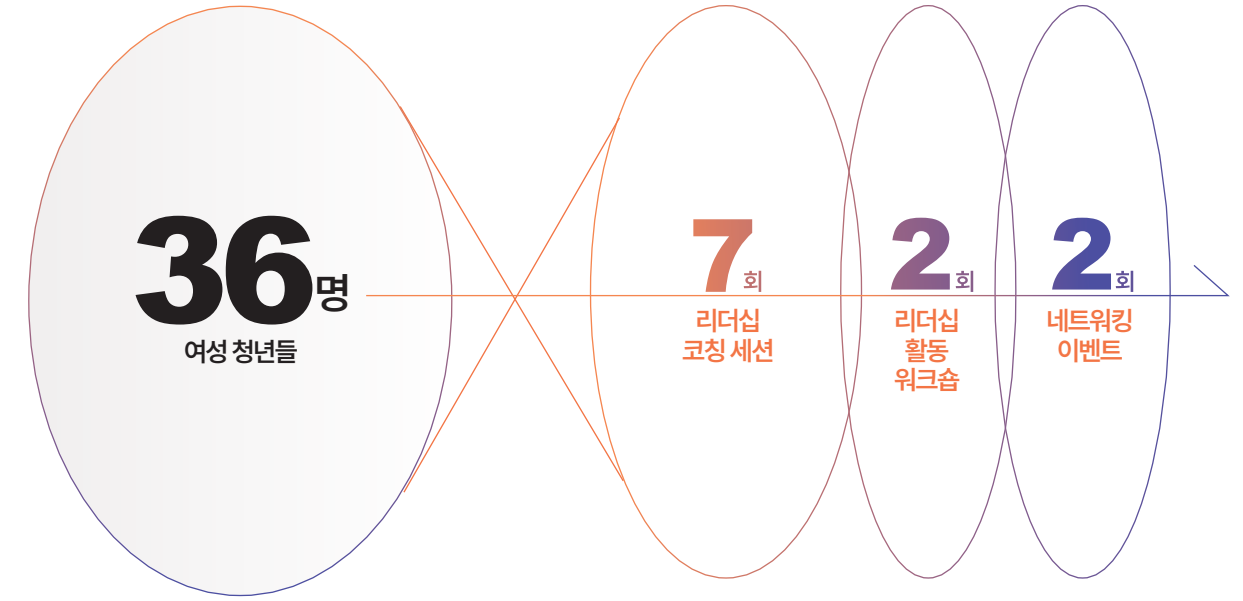 36명
여성 청년들
7회
리더십
코칭 세션
2회
리더십
활동
워크숍
2회
네트워킹
이벤트